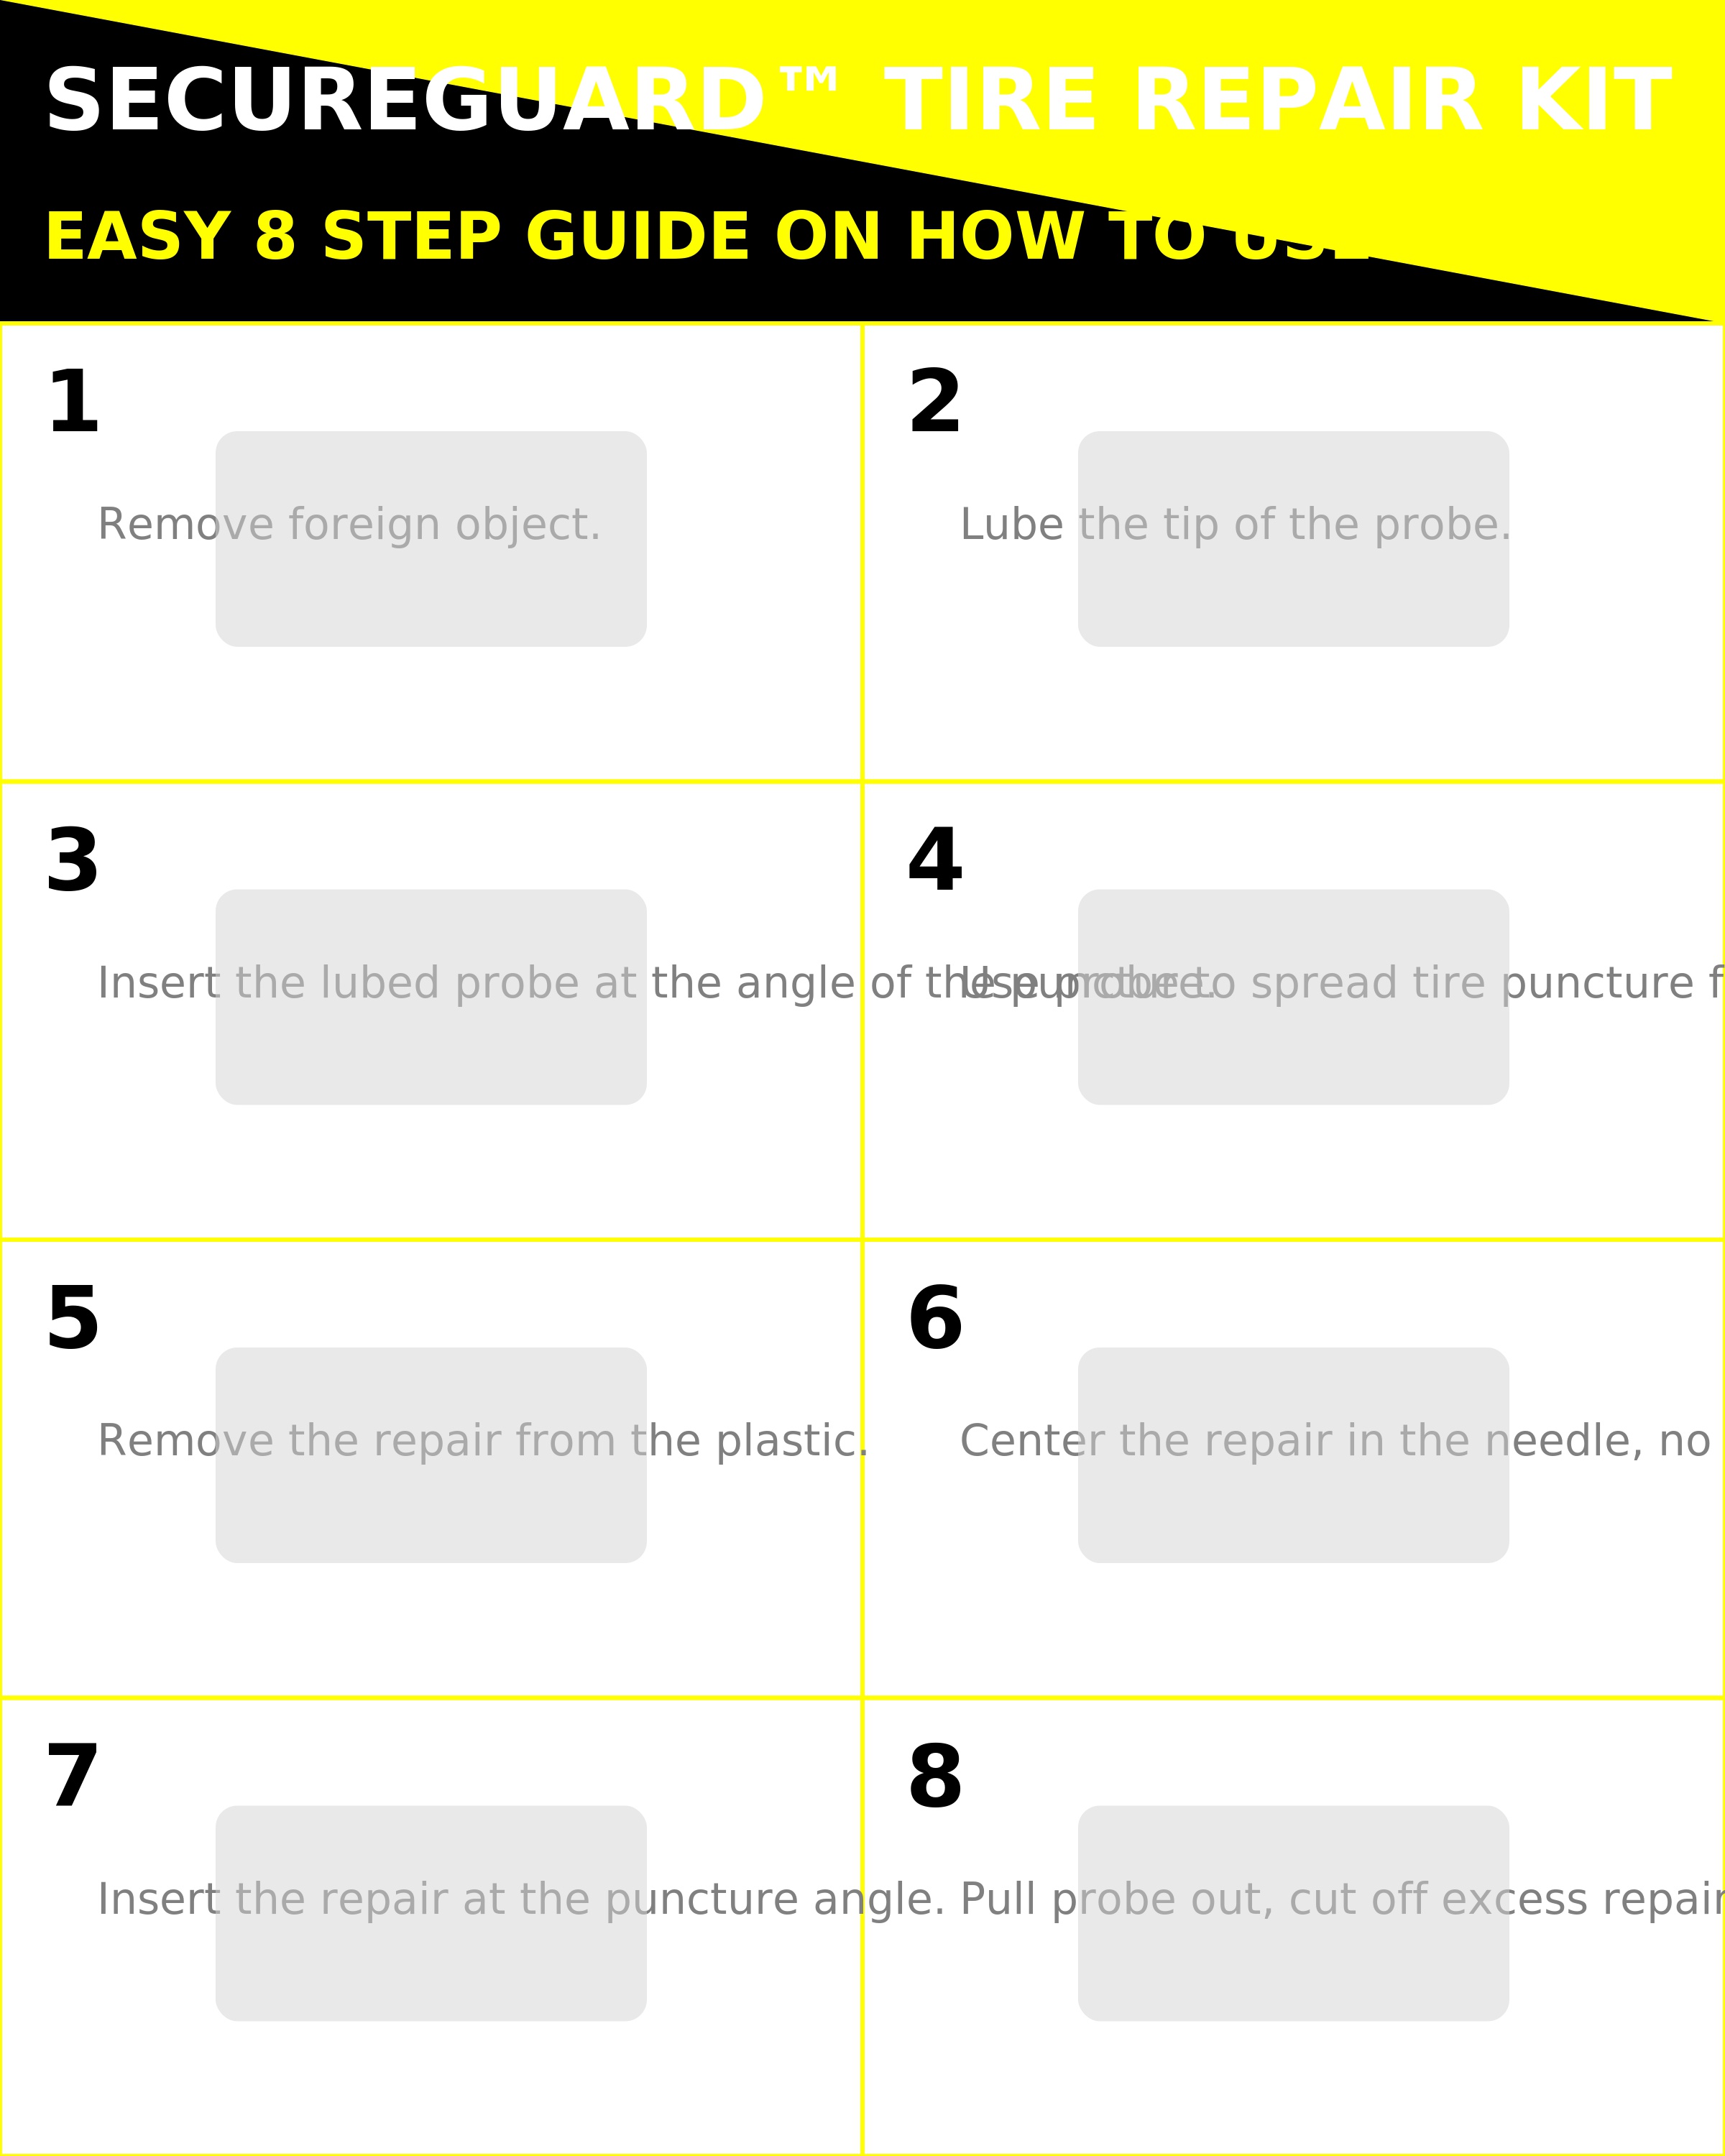 SECUREGUARD™ TIRE REPAIR KIT
EASY 8 STEP GUIDE ON HOW TO USE
1
Remove foreign object.
2
Lube the tip of the probe.
3
Insert the lubed probe at the angle of the puncture.
4
Use probe to spread tire puncture f
5
Remove the repair from the plastic.
6
Center the repair in the needle, no
7
Insert the repair at the puncture angle.
8
Pull probe out, cut off excess repair